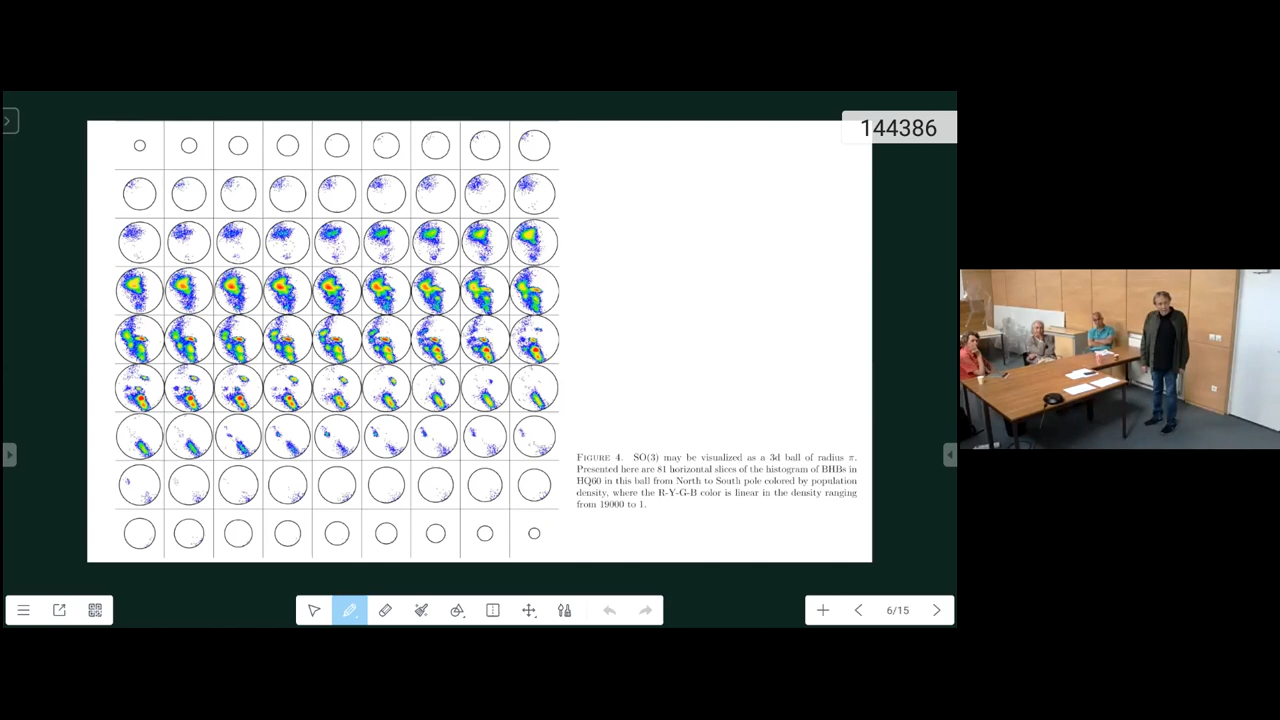 144386
FIGURE 4. SO(3) may be visualized as a 3d ball of radius π.
Presented here are 81 horizontal slices of the histogram of BHBs in
HQ60 in this ball from North to South pole colored by population
density, where the R-Y-G-B color is linear in the density ranging
from 19000 to 1.
6/15